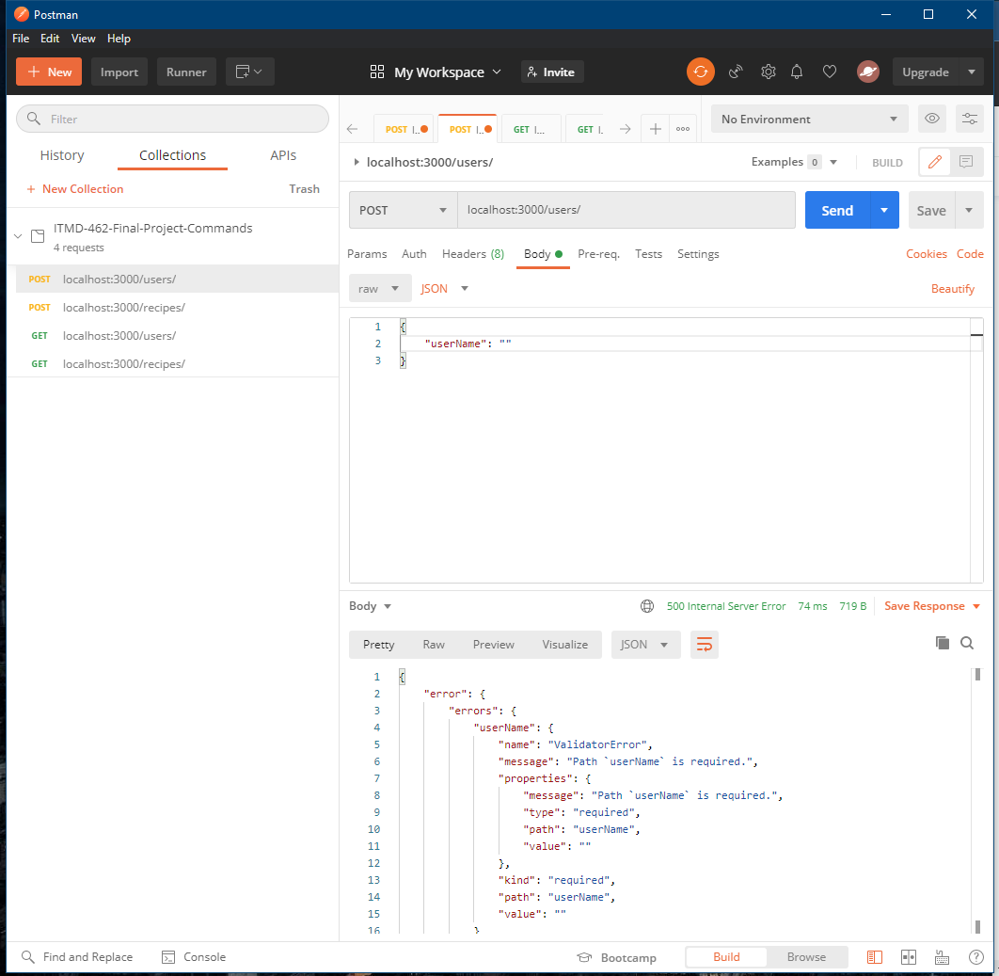 Postman
File Edit View Help
+ New Import Runner My Workspace Invite Upgrade
Filter
History Collections APIs
+ New Collection Trash
ITMD-462-Final-Project-Commands
4 requests
POST localhost:3000/users/
POST localhost:3000/recipes/
GET localhost:3000/users/
GET localhost:3000/recipes/
POST l.. POST l.. GET l... GET l. + ooo No Environment
localhost:3000/users/ Examples 0 BUILD
POST localhost:3000/users/ Send Save
Params Auth Headers (8) Body Pre-req. Tests Settings Cookies Code
raw JSON Beautify
1 {
2 "userName": ""
3 }
Body 500 Internal Server Error 74 ms 719 B Save Response
Pretty Raw Preview Visualize JSON
1 {
2 "error": {
3 "errors": {
4 "userName": {
5 "name": "ValidatorError",
6 "message": "Path `userName` is required.",
7 "properties": {
8 "message": "Path `userName` is required.",
9 "type": "required",
10 "path": "userName",
11 "value": ""
12 },
13 "kind": "required",
14 "path": "userName",
15 "value": ""
16 }
Find and Replace Console Bootcamp Build Browse